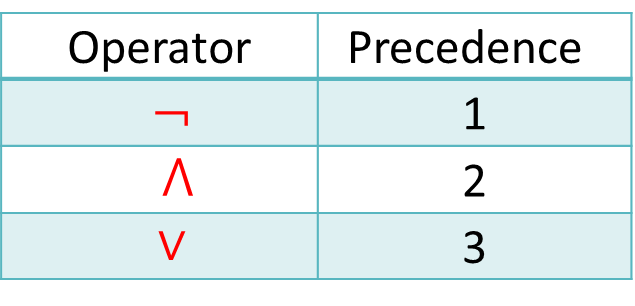 Operator Precedence
¬ 1
∧ 2
∨ 3